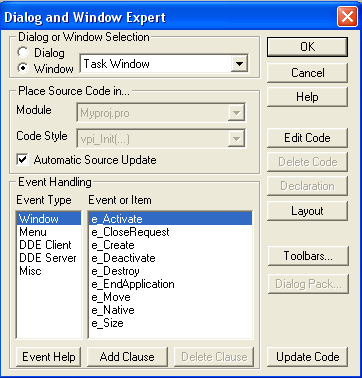 Dialog and Window Expert
Dialog or Window Selection
Dialog
Window
Task Window
OK
Cancel
Help
Place Source Code in...
Module
Myproj.pro
Code Style
vpi_Init(...)
Automatic Source Update
Edit Code
Delete Code
Declaration
Layout
Event Handling
Event Type
Event or Item
Window
Menu
DDE Client
DDE Server
Misc
e_Activate
e_CloseRequest
e_Create
e_Deactivate
e_Destroy
e_EndApplication
e_Move
e_Native
e_Size
Toolbars...
Dialog Pack...
Event Help
Add Clause
Delete Clause
Update Code